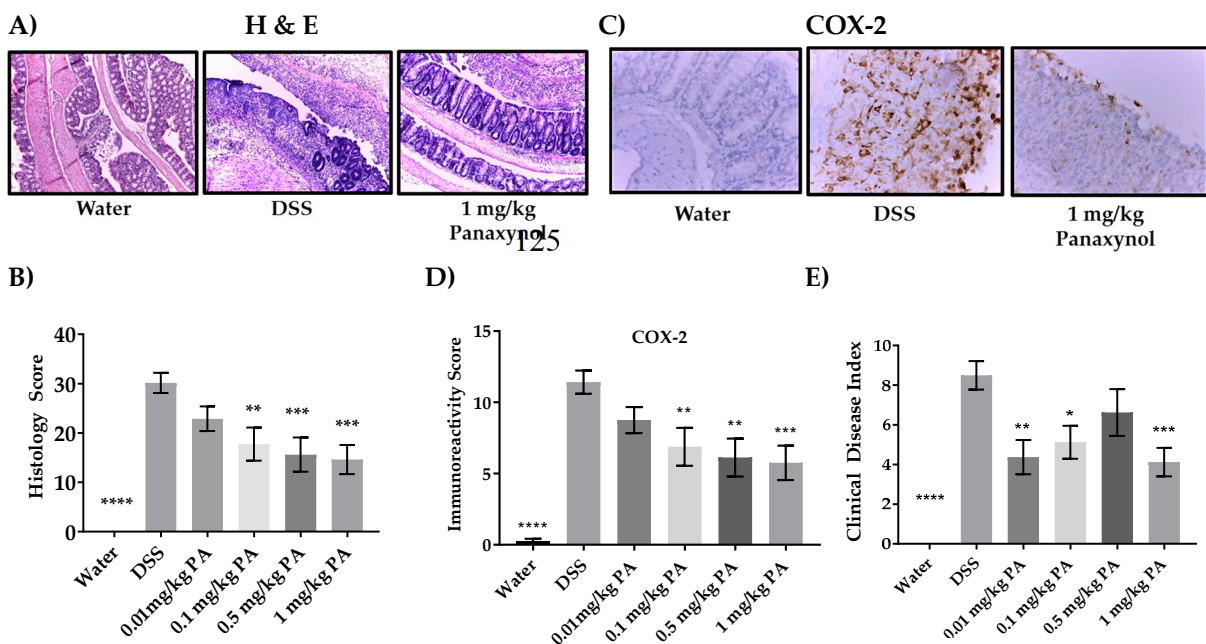 A)
H & E
Water
DSS
1 mg/kg
Panaxynol
125
C)
COX-2
Water
DSS
1 mg/kg
Panaxynol
B)
Histology Score
40
30
20
10
0
****
**
***
***
Water
DSS
0.01mg/kg PA
0.1 mg/kg PA
0.5 mg/kg PA
1 mg/kg PA
D)
COX-2
Immunoreactivity Score
15
10
5
0
****
**
**
***
Water
DSS
0.01mg/kg PA
0.1 mg/kg PA
0.5 mg/kg PA
1 mg/kg PA
E)
Clinical Disease Index
10
8
6
4
2
0
****
**
*
***
Water
DSS
0.01 mg/kg PA
0.1 mg/kg PA
0.5 mg/kg PA
1 mg/kg PA